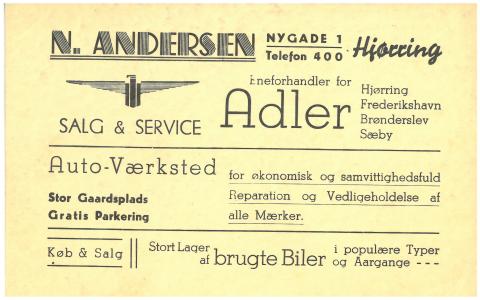 N. ANDERSEN
NYGADE 1
Telefon 400
Hjørring
SALG & SERVICE
Eneforhandler for
Adler
Hjørring
Frederikshavn
Brønderslev
Sæby
Auto-Værksted
Stor Gaardsplads
Gratis Parkering
for økonomisk og samvittighedsfuld
Reparation og Vedligeholdelse af
alle Mærker.
Køb & Salg
Stort Lager
af brugte Biler
i populære Typer
og Aargange ---